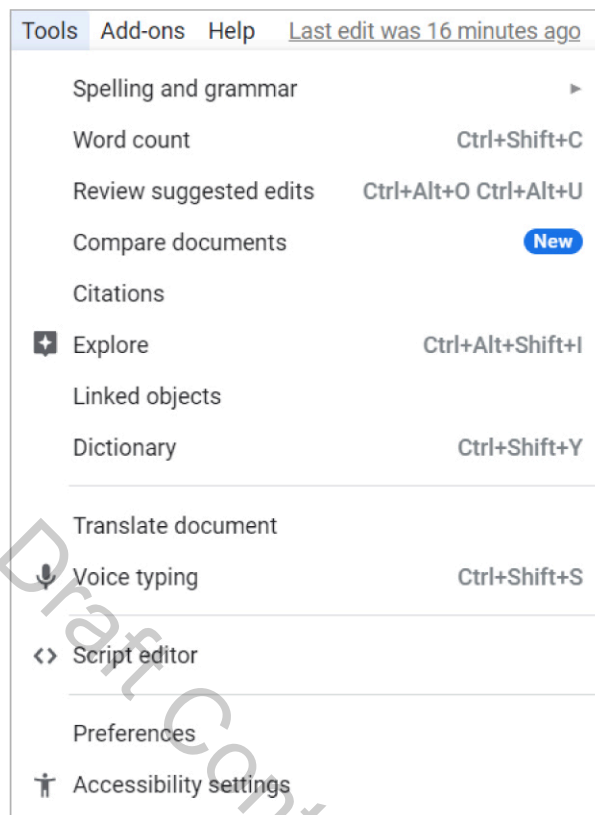 Tools Add-ons Help Last edit was 16 minutes ago
Spelling and grammar ►
Word count Ctrl+Shift+C
Review suggested edits Ctrl+Alt+O Ctrl+Alt+U
Compare documents New
Citations
Explore Ctrl+Alt+Shift+I
Linked objects
Dictionary Ctrl+Shift+Y
Translate document
Voice typing Ctrl+Shift+S
Script editor
Preferences
Accessibility settings
Draft